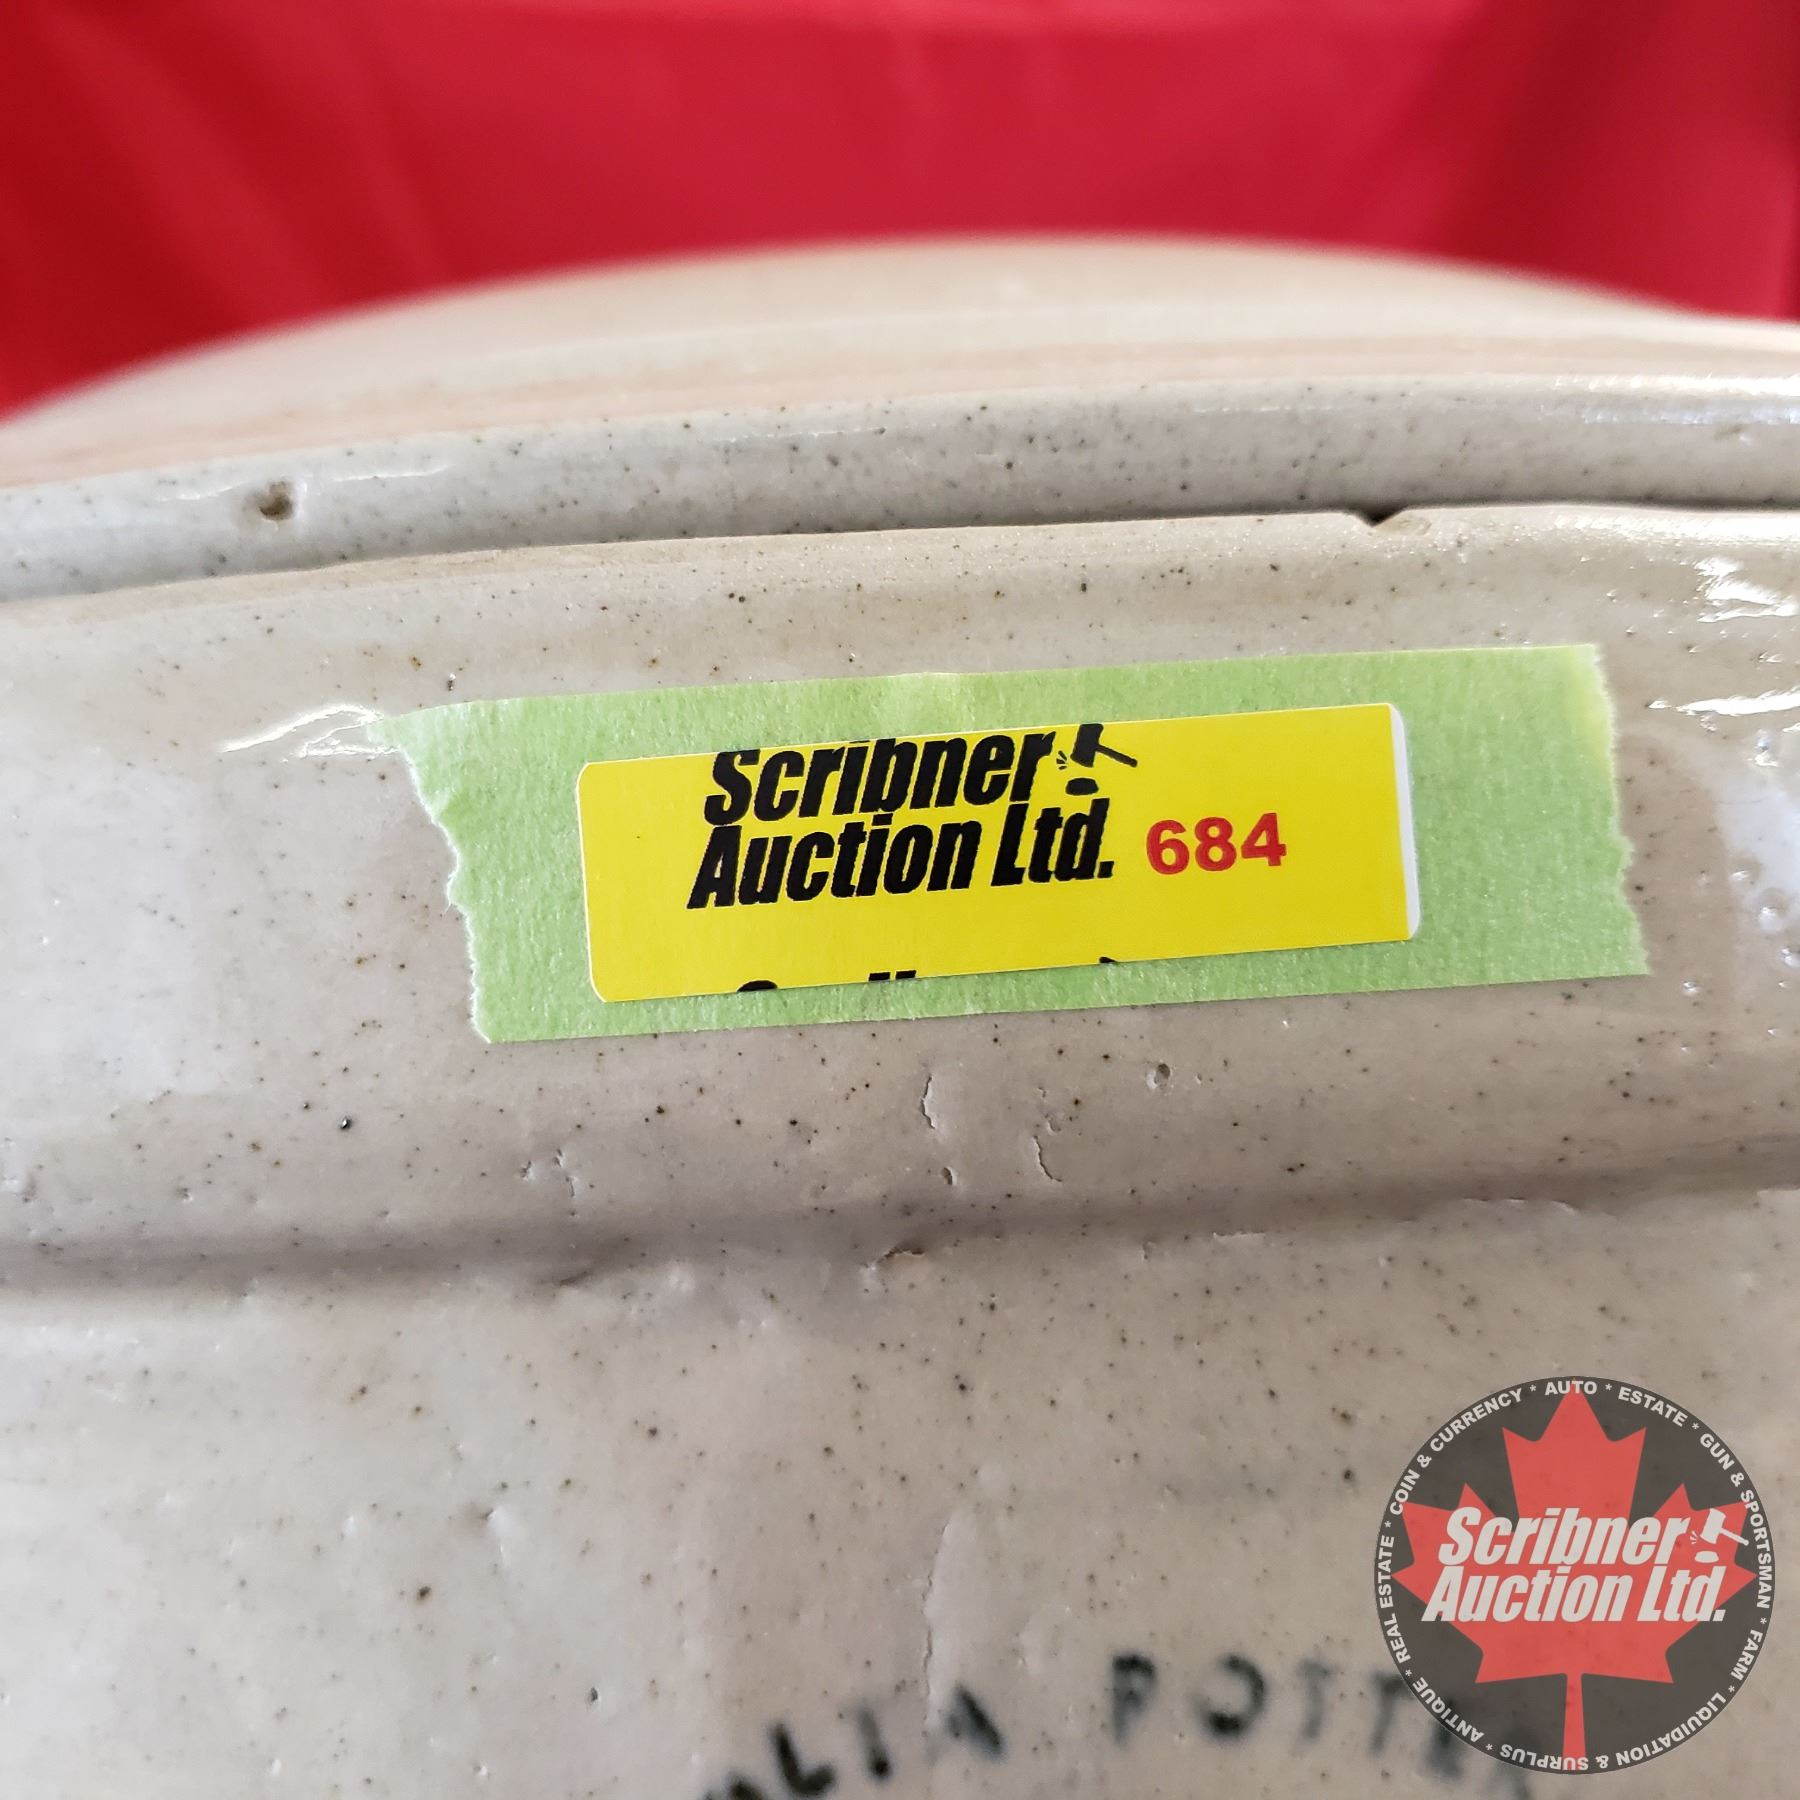 Scribner
Auction Ltd. 684
* AUTO * ESTATE * GUN & SPORTSMAN * FARM * LIQUIDATION & SURPLUS * ANTIQUE * REAL ESTATE * COIN & CURRENCY
Scribner
Auction Ltd.